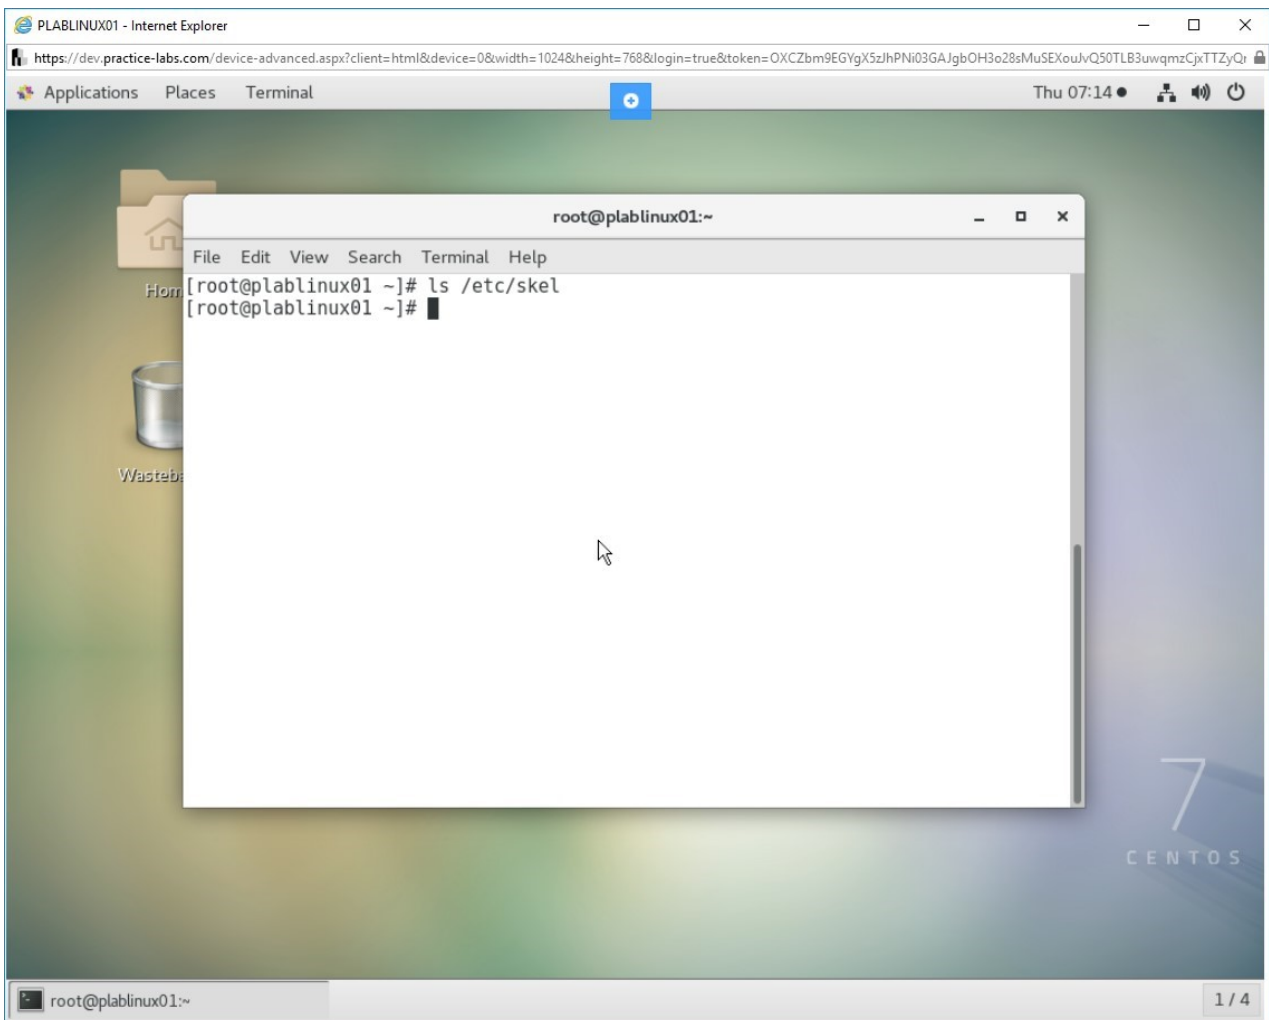 PLABLINUX01 - Internet Explorer
https://dev.practice-labs.com/device-advanced.aspx?client=html&device=0&width=1024&height=768&login=true&token=OXCZbm9EGYgX5zJhPNi03GAJgbOH3o28sMuSEXouJvQ50TLB3uwqmzCjxTTZyQr
Applications Places Terminal Thu 07:14
root@plablinux01:~
File Edit View Search Terminal Help
[root@plablinux01 ~]# ls /etc/skel
[root@plablinux01 ~]#
7
CENTOS
root@plablinux01:~ 1 / 4